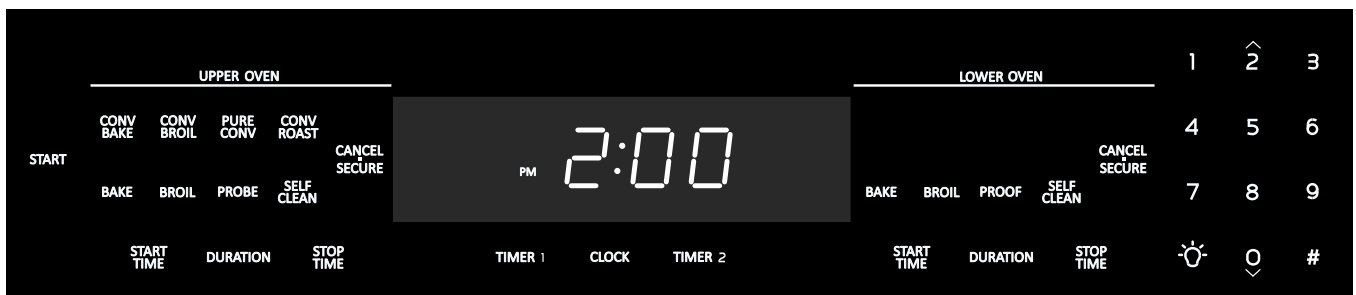 UPPER OVEN
CONV BAKE
CONV BROIL
PURE CONV
CONV ROAST
START
CANCEL
SECURE
BAKE
BROIL
PROBE
SELF CLEAN
START TIME
DURATION
STOP TIME
PM 2:00
TIMER 1
CLOCK
TIMER 2
LOWER OVEN
CANCEL
SECURE
BAKE
BROIL
PROOF
SELF CLEAN
START TIME
DURATION
STOP TIME
1 2 3
4 5 6
7 8 9
0 #